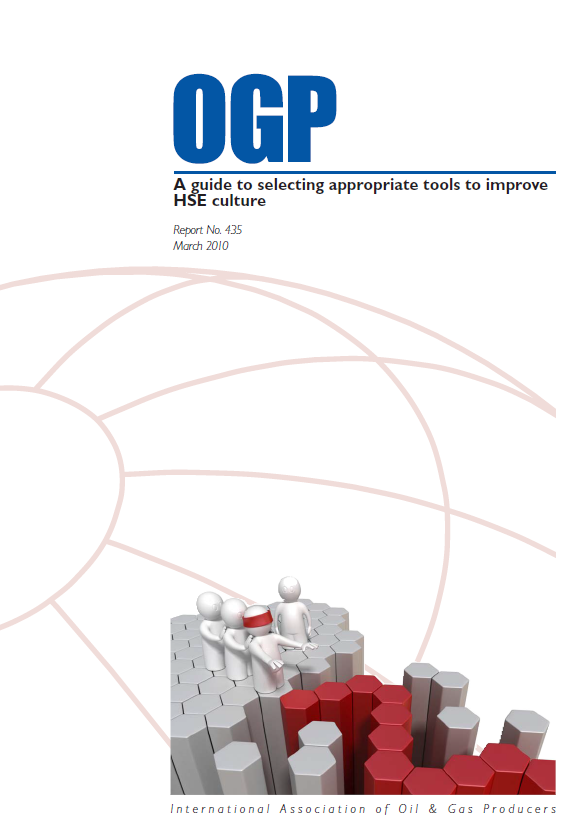 OGP
A guide to selecting appropriate tools to improve
HSE culture
Report No. 435
March 2010
International Association of Oil & Gas Producers